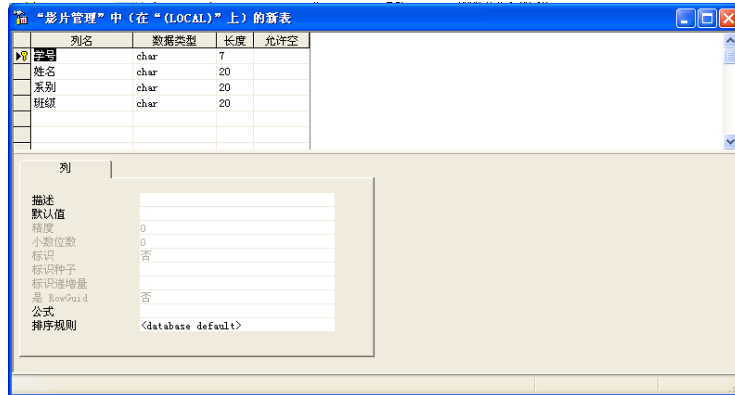 “影片管理”中（在“(LOCAL)”上）的新表
列名 数据类型 长度 允许空
学号 char 7
姓名 char 20
系别 char 20
班级 char 20
列
描述
默认值
精度 0
小数位数 0
标识 否
标识种子
标识递增量
是 RowGuid 否
公式
排序规则 <database default>